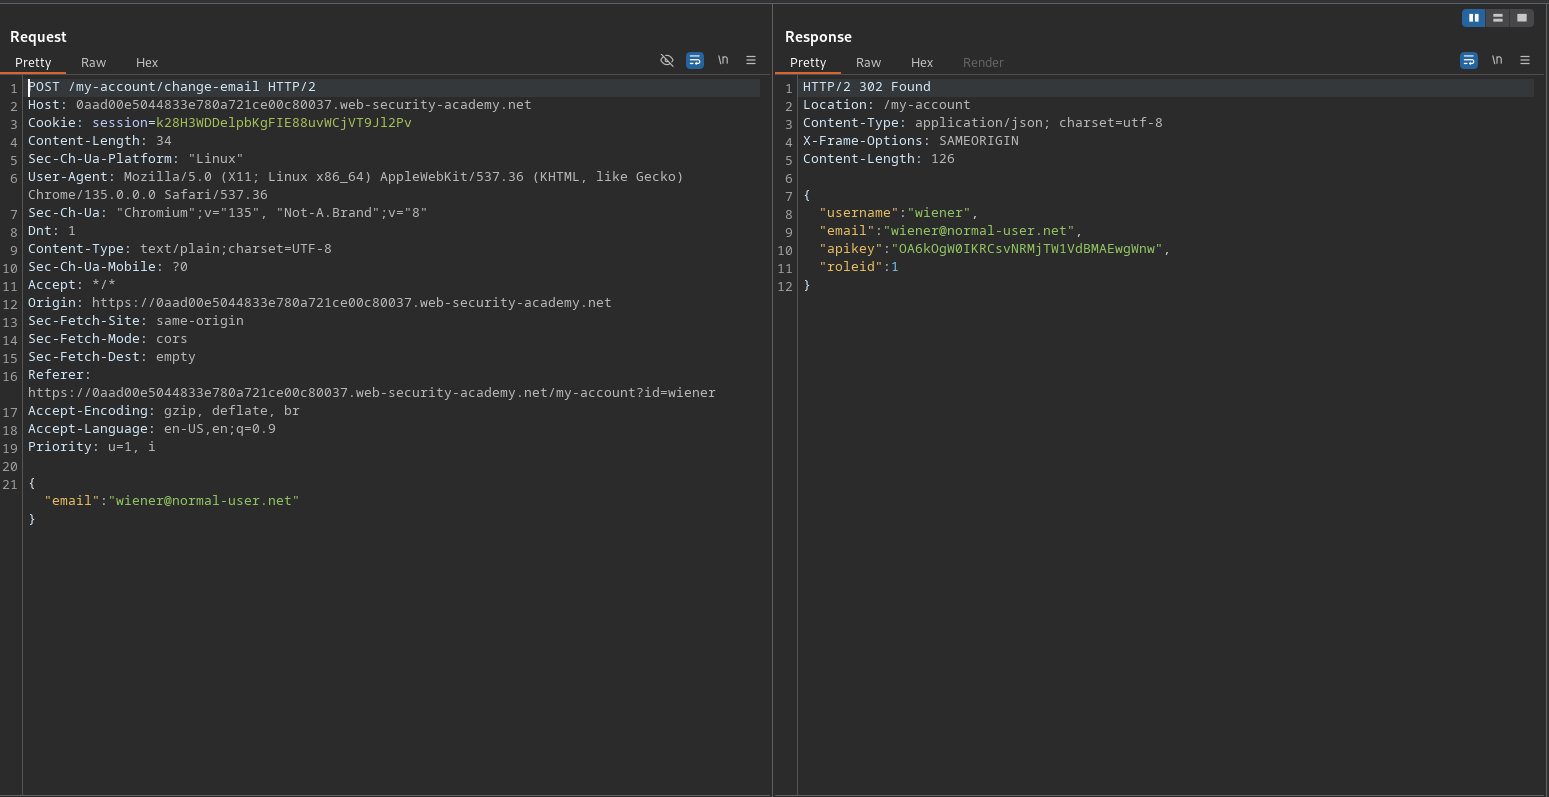 Request
Pretty Raw Hex
\n
1 POST /my-account/change-email HTTP/2
2 Host: 0aad00e5044833e780a721ce00c80037.web-security-academy.net
3 Cookie: session=k28H3WDDelpbKgFIE88uvWCjVT9Jl2Pv
4 Content-Length: 34
5 Sec-Ch-Ua-Platform: "Linux"
6 User-Agent: Mozilla/5.0 (X11; Linux x86_64) AppleWebKit/537.36 (KHTML, like Gecko)
Chrome/135.0.0.0 Safari/537.36
7 Sec-Ch-Ua: "Chromium";v="135", "Not-A.Brand";v="8"
8 Dnt: 1
9 Content-Type: text/plain;charset=UTF-8
10 Sec-Ch-Ua-Mobile: ?0
11 Accept: */*
12 Origin: https://0aad00e5044833e780a721ce00c80037.web-security-academy.net
13 Sec-Fetch-Site: same-origin
14 Sec-Fetch-Mode: cors
15 Sec-Fetch-Dest: empty
16 Referer:
https://0aad00e5044833e780a721ce00c80037.web-security-academy.net/my-account?id=wiener
17 Accept-Encoding: gzip, deflate, br
18 Accept-Language: en-US,en;q=0.9
19 Priority: u=1, i
20
21 {
"email":"wiener@normal-user.net"
}
Response
Pretty Raw Hex Render
\n
1 HTTP/2 302 Found
2 Location: /my-account
3 Content-Type: application/json; charset=utf-8
4 X-Frame-Options: SAMEORIGIN
5 Content-Length: 126
6
7 {
8 "username":"wiener",
9 "email":"wiener@normal-user.net",
10 "apikey":"OA6kOgW0IKRCsvNRMjTW1VdBMAEwgWnw",
11 "roleid":1
12 }